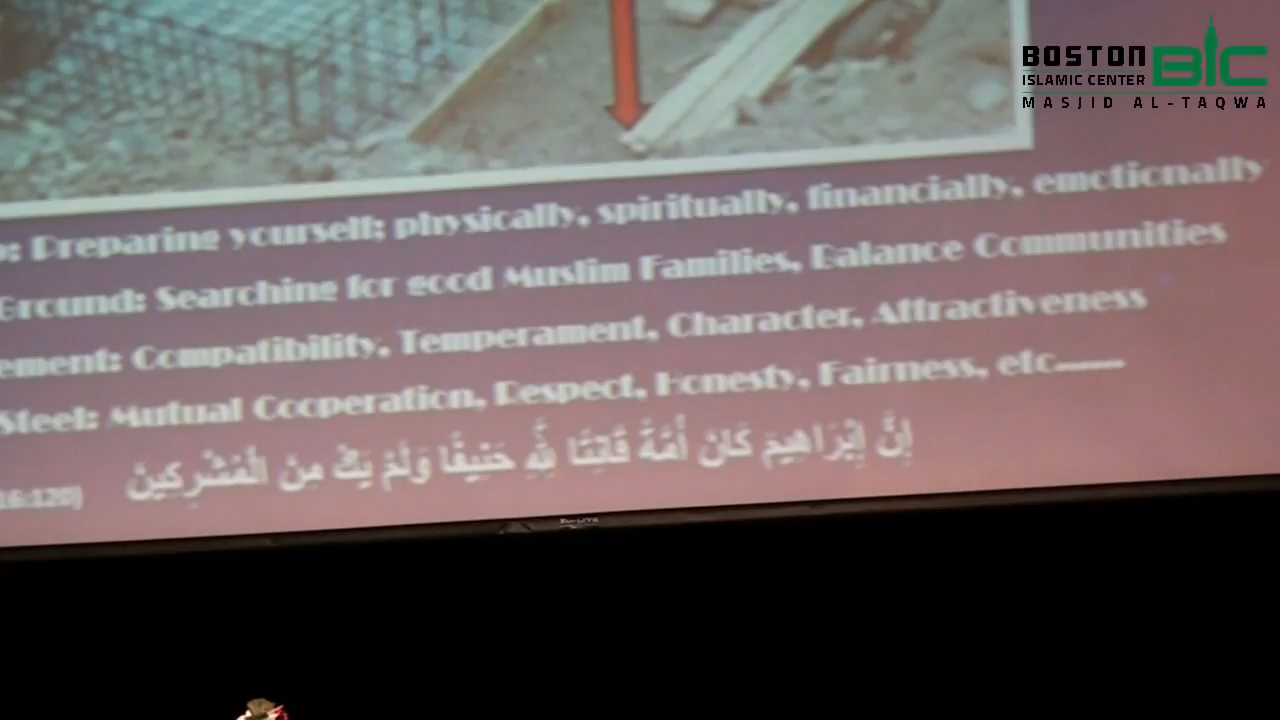 BOSTON
ISLAMIC CENTER
BIC
MASJID AL-TAQWA
: Preparing yourself; physically, spiritually, financially, emotionally
Ground: Searching for good Muslim Families, Balance Communities
ement: Compatibility, Temperament, Character, Attractiveness
Steel: Mutual Cooperation, Respect, Honesty, Fairness, etc------
إِنَّ إِبْرَاهِيمَ كَانَ أُمَّةً قَانِتًا لِلَّهِ حَنِيفًا وَلَمْ يَكُ مِنَ الْمُشْرِكِينَ
16:120)